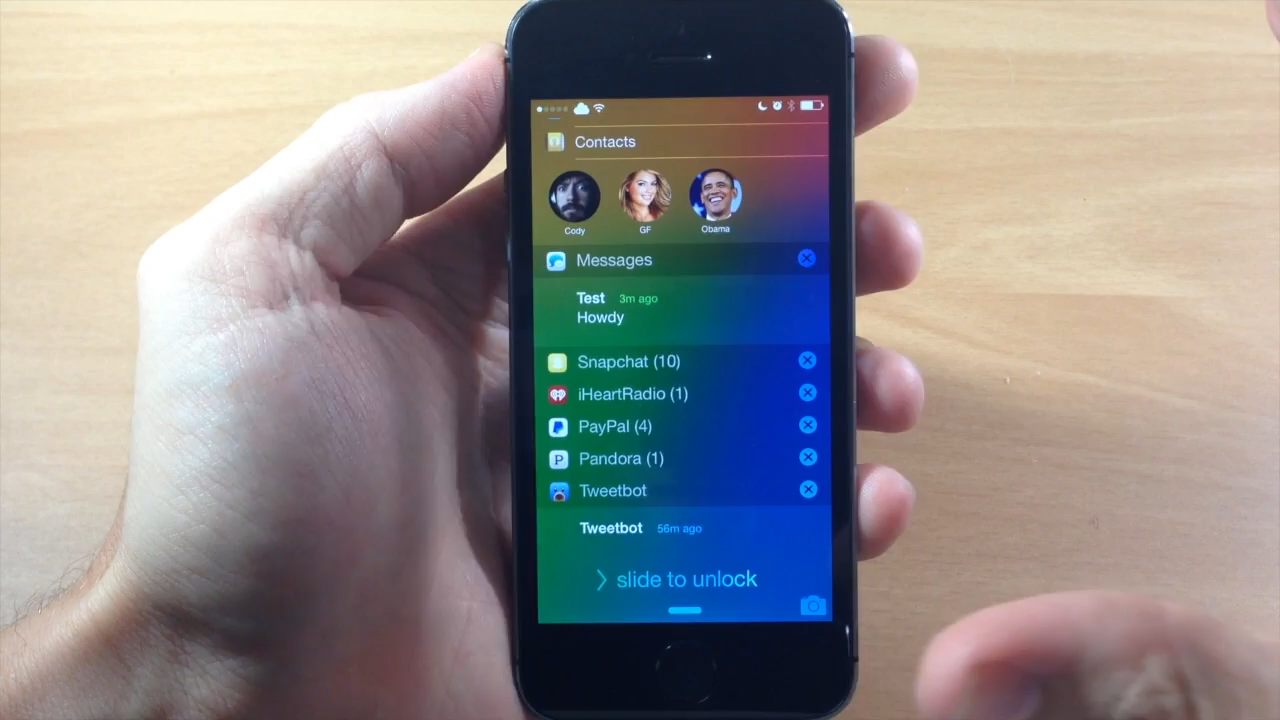 Contacts
Cody GF Obama
Messages
Test 3m ago
Howdy
Snapchat (10)
iHeartRadio (1)
PayPal (4)
P Pandora (1)
Tweetbot
Tweetbot 56m ago
slide to unlock